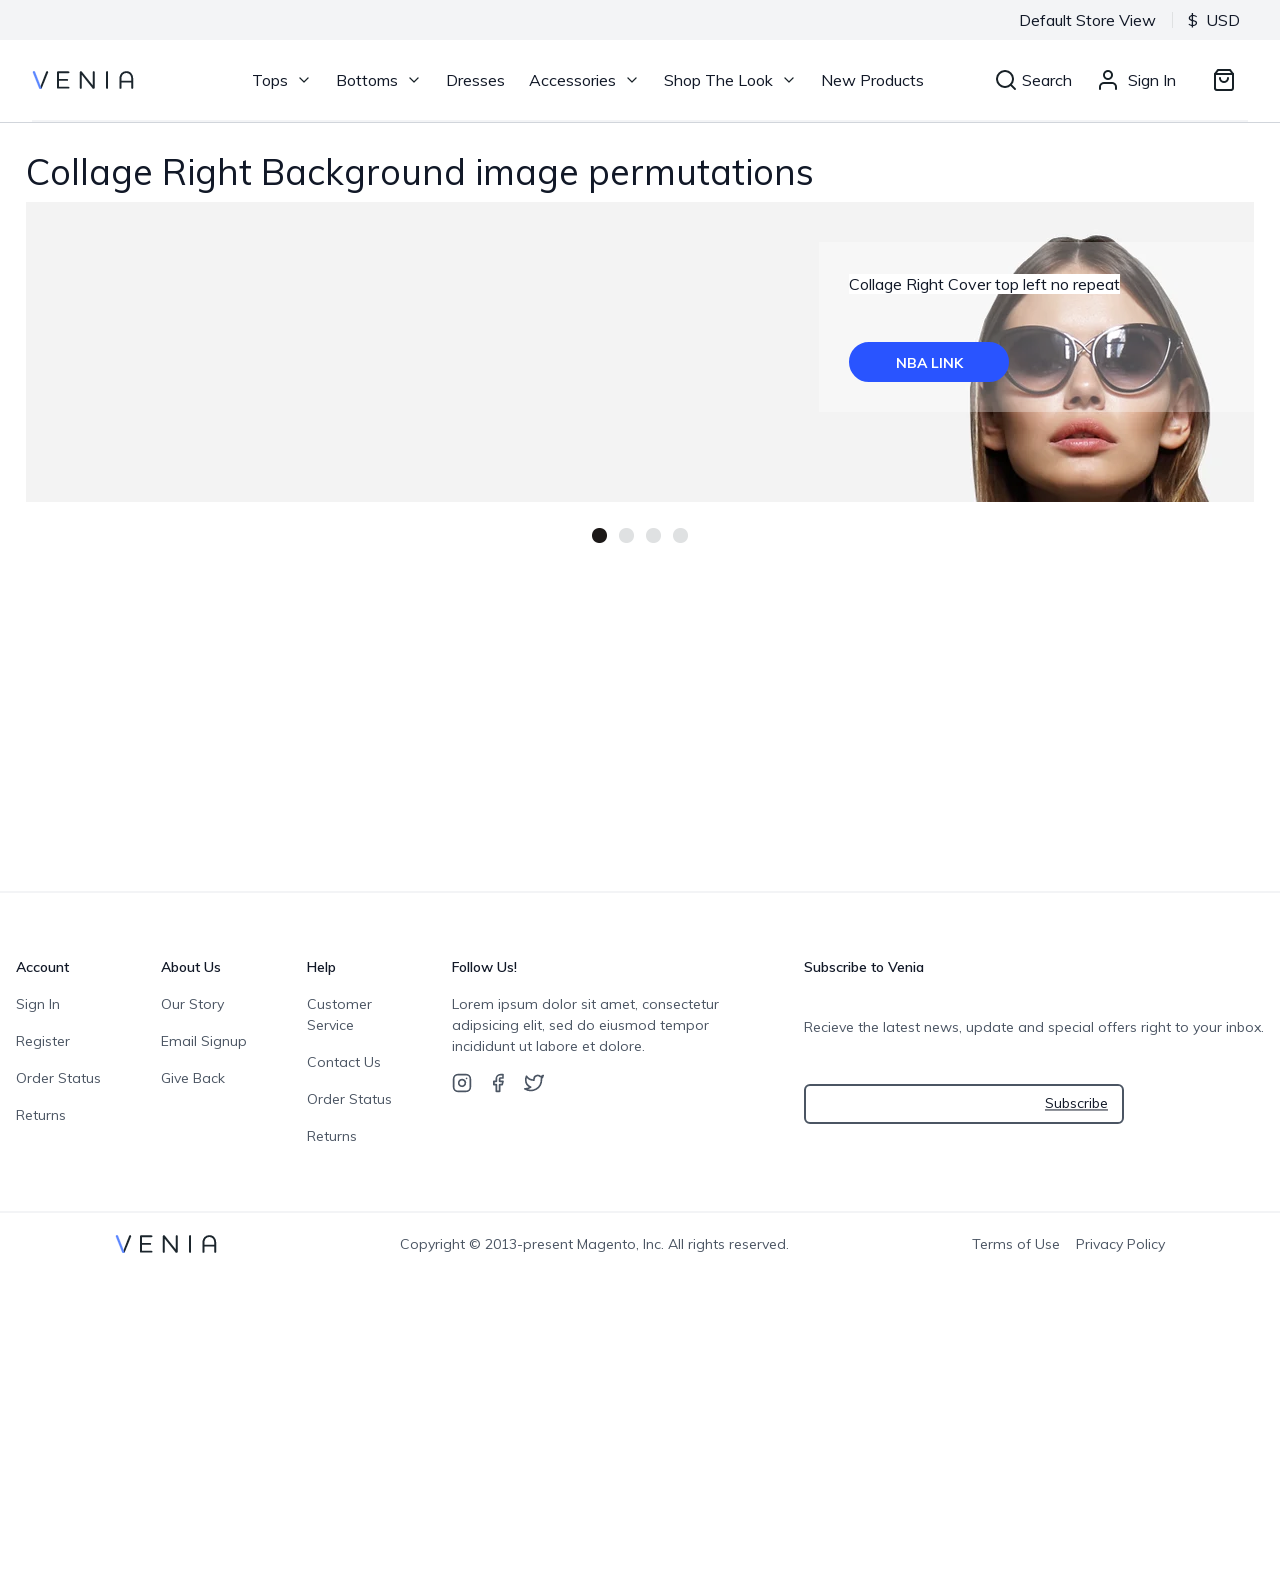 Default Store View $ USD
VENIA Tops Bottoms Dresses Accessories Shop The Look New Products Search Sign In
Collage Right Background image permutations
Collage Right Cover top left no repeat
NBA LINK
Account
Sign In
Register
Order Status
Returns
About Us
Our Story
Email Signup
Give Back
Help
Customer
Service
Contact Us
Order Status
Returns
Follow Us!
Lorem ipsum dolor sit amet, consectetur
adipsicing elit, sed do eiusmod tempor
incididunt ut labore et dolore.
Subscribe to Venia
Recieve the latest news, update and special offers right to your inbox.
Subscribe
VENIA Copyright © 2013-present Magento, Inc. All rights reserved. Terms of Use Privacy Policy